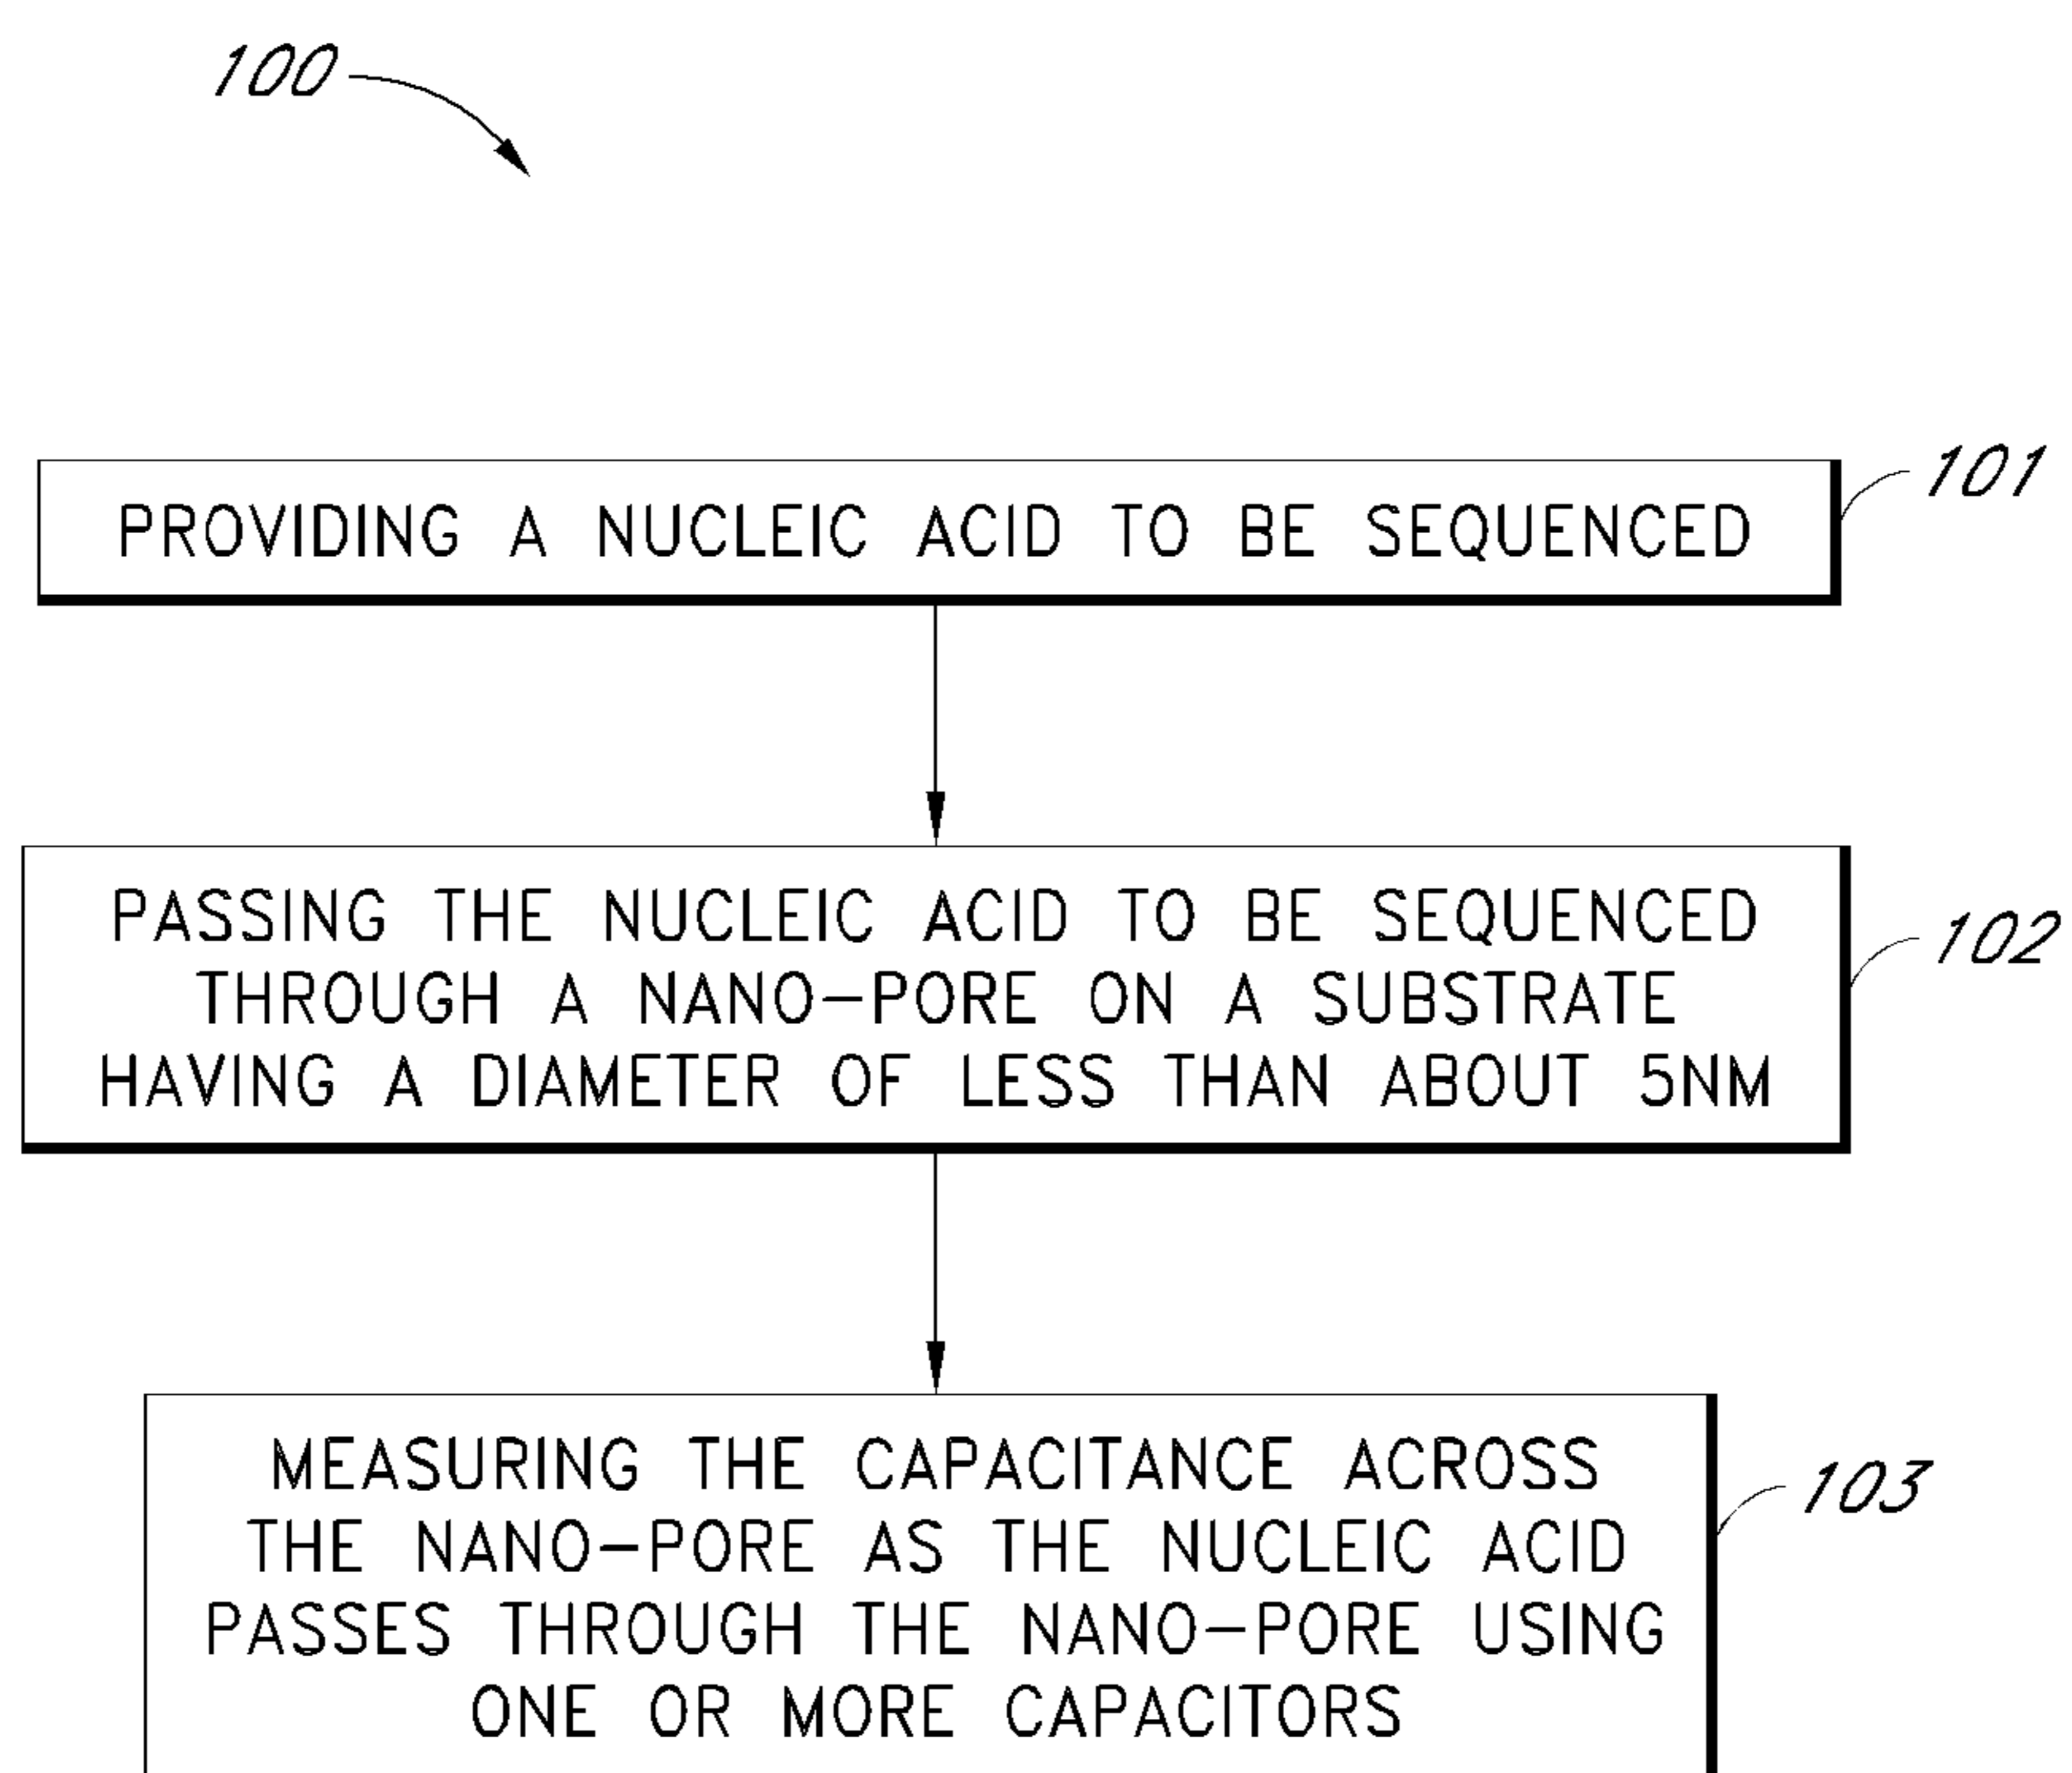 100
PROVIDING A NUCLEIC ACID TO BE SEQUENCED
101
PASSING THE NUCLEIC ACID TO BE SEQUENCED
THROUGH A NANO-PORE ON A SUBSTRATE
HAVING A DIAMETER OF LESS THAN ABOUT 5NM
102
MEASURING THE CAPACITANCE ACROSS
THE NANO-PORE AS THE NUCLEIC ACID
PASSES THROUGH THE NANO-PORE USING
ONE OR MORE CAPACITORS
103